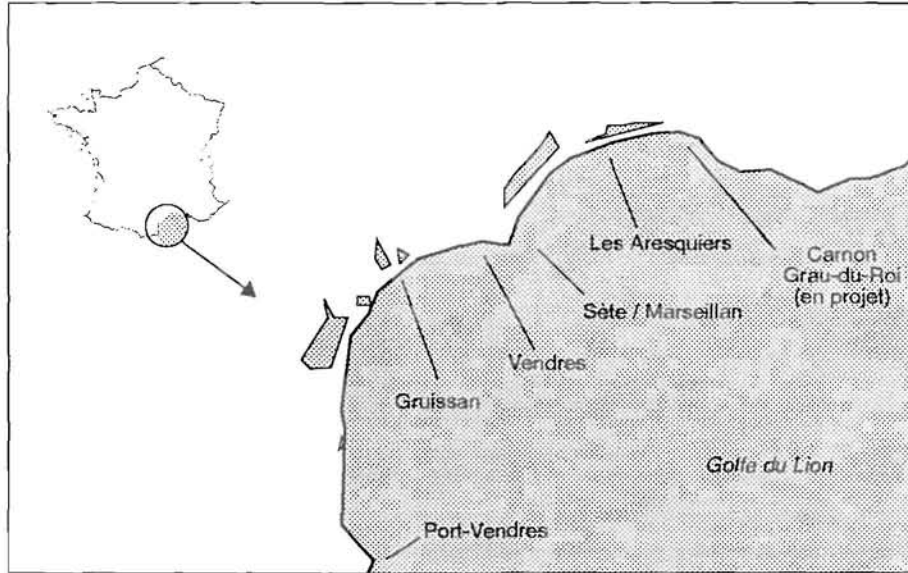 Les Aresquiers
Carnon
Grau-du-Roi
(en projet)
Sète / Marseillan
Vendres
Gruissan
Golfe du Lion
Port-Vendres